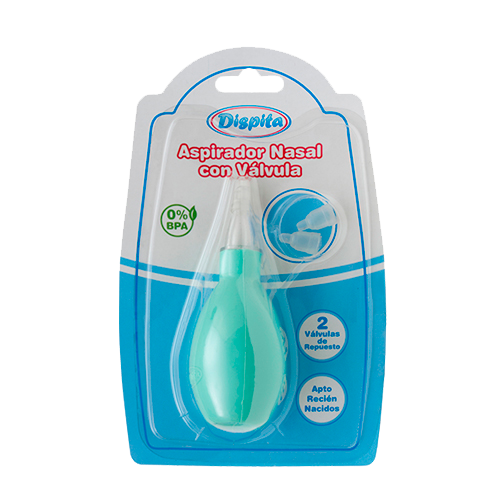 Dispita
Aspirador Nasal
con Válvula
0%
BPA
2
Válvulas
de
Repuesto
Apto
Recién
Nacidos